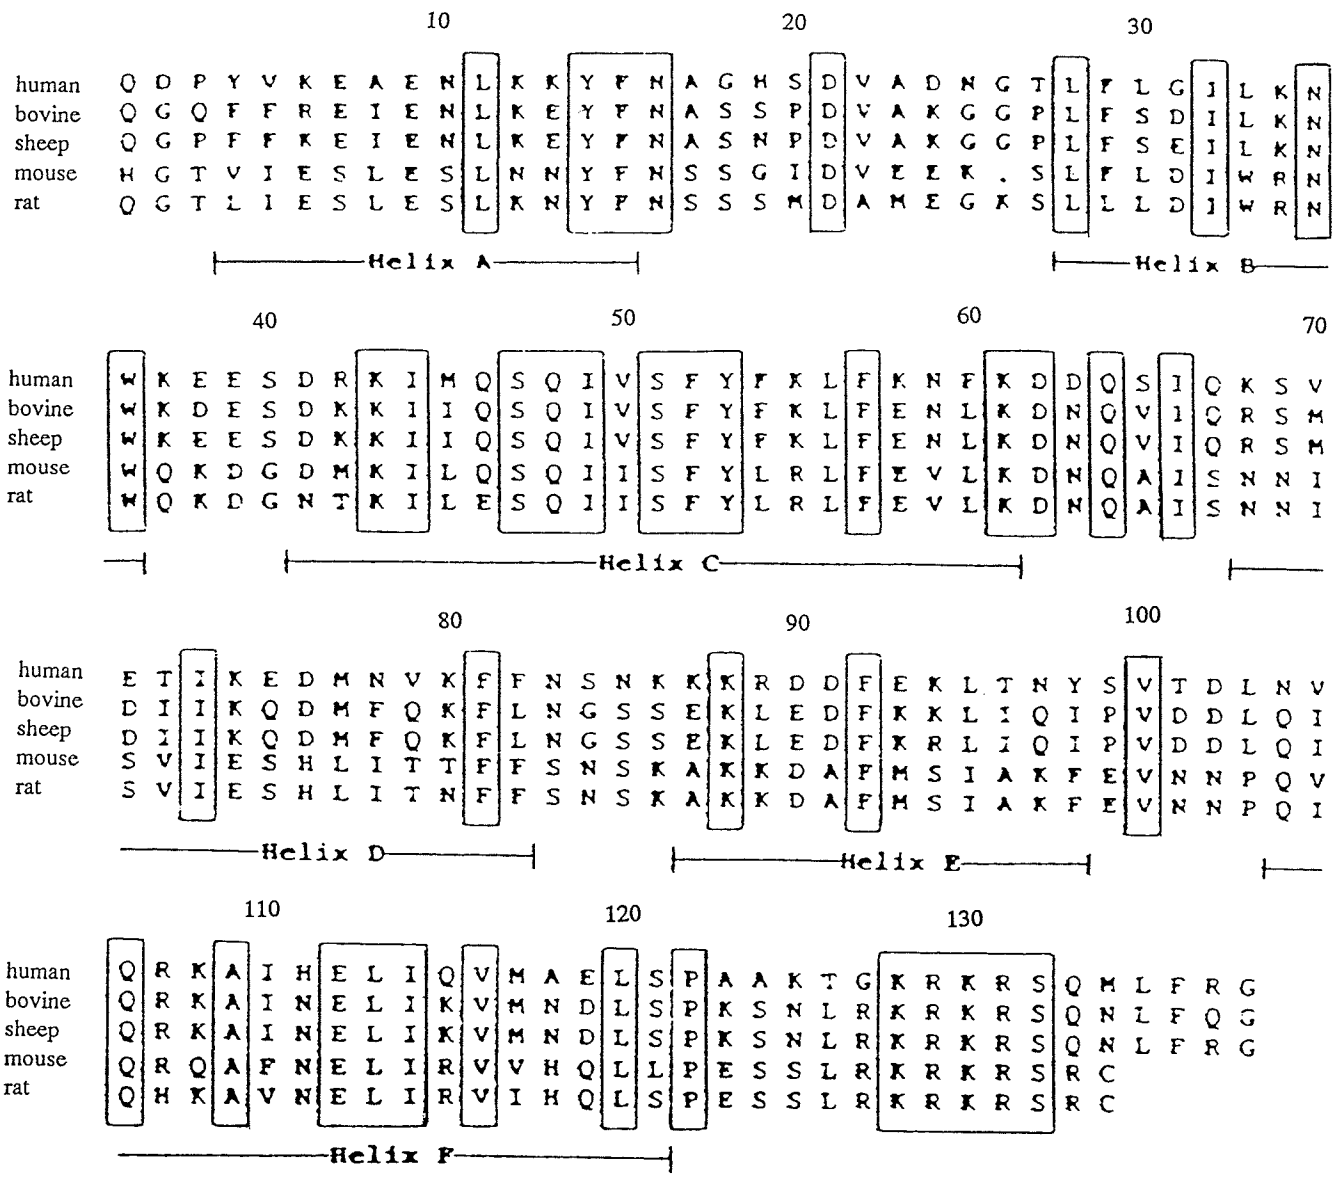 10 20 30
human Q D P Y V K E A E N L K K Y F N A G H S D V A D N G T L F L G I L K N
bovine Q G Q F F R E I E N L K E Y F N A S S P D V A K G G P L F S D I L K N
sheep Q G P F F K E I E N L K E Y F N A S N P D V A K G G P L F S E I L K N
mouse H G T V I E S L E S L N N Y F N S S G I D V E E K . S L F L D I W R N
rat Q G T L I E S L E S L K N Y F N S S S M D A M E G K S L L L D I W R N
Helix A Helix B
40 50 60 70
human W K E E S D R K I M Q S Q I V S F Y F K L F K N F K D D Q S I Q K S V
bovine W K D E S D K K I I Q S Q I V S F Y F K L F E N L K D N Q V I Q R S M
sheep W K E E S D K K I I Q S Q I V S F Y F K L F E N L K D N Q V I Q R S M
mouse W Q K D G D M K I L Q S Q I I S F Y L R L F E V L K D N Q A I S N N I
rat W Q K D G N T K I L E S Q I I S F Y L R L F E V L K D N Q A I S N N I
Helix C
80 90 100
human E T I K E D M N V K F F N S N K K K R D D F E K L T N Y S V T D L N V
bovine D I I K Q D M F Q K F L N G S S E K L E D F K K L I Q I P V D D L Q I
sheep D I I K Q D M F Q K F L N G S S E K L E D F K R L I Q I P V D D L Q I
mouse S V I E S H L I T T F F S N S K A K K D A F M S I A K F E V N N P Q V
rat S V I E S H L I T N F F S N S K A K K D A F M S I A K F E V N N P Q I
Helix D Helix E
110 120 130
human Q R K A I H E L I Q V M A E L S P A A K T G K R K R S Q M L F R G
bovine Q R K A I N E L I K V M N D L S P K S N L R K R K R S Q N L F Q G
sheep Q R K A I N E L I K V M N D L S P K S N L R K R K R S Q N L F R G
mouse Q R Q A F N E L I R V V H Q L L P E S S L R K R K R S R C
rat Q H K A V N E L I R V I H Q L S P E S S L R K R K R S R C
Helix F